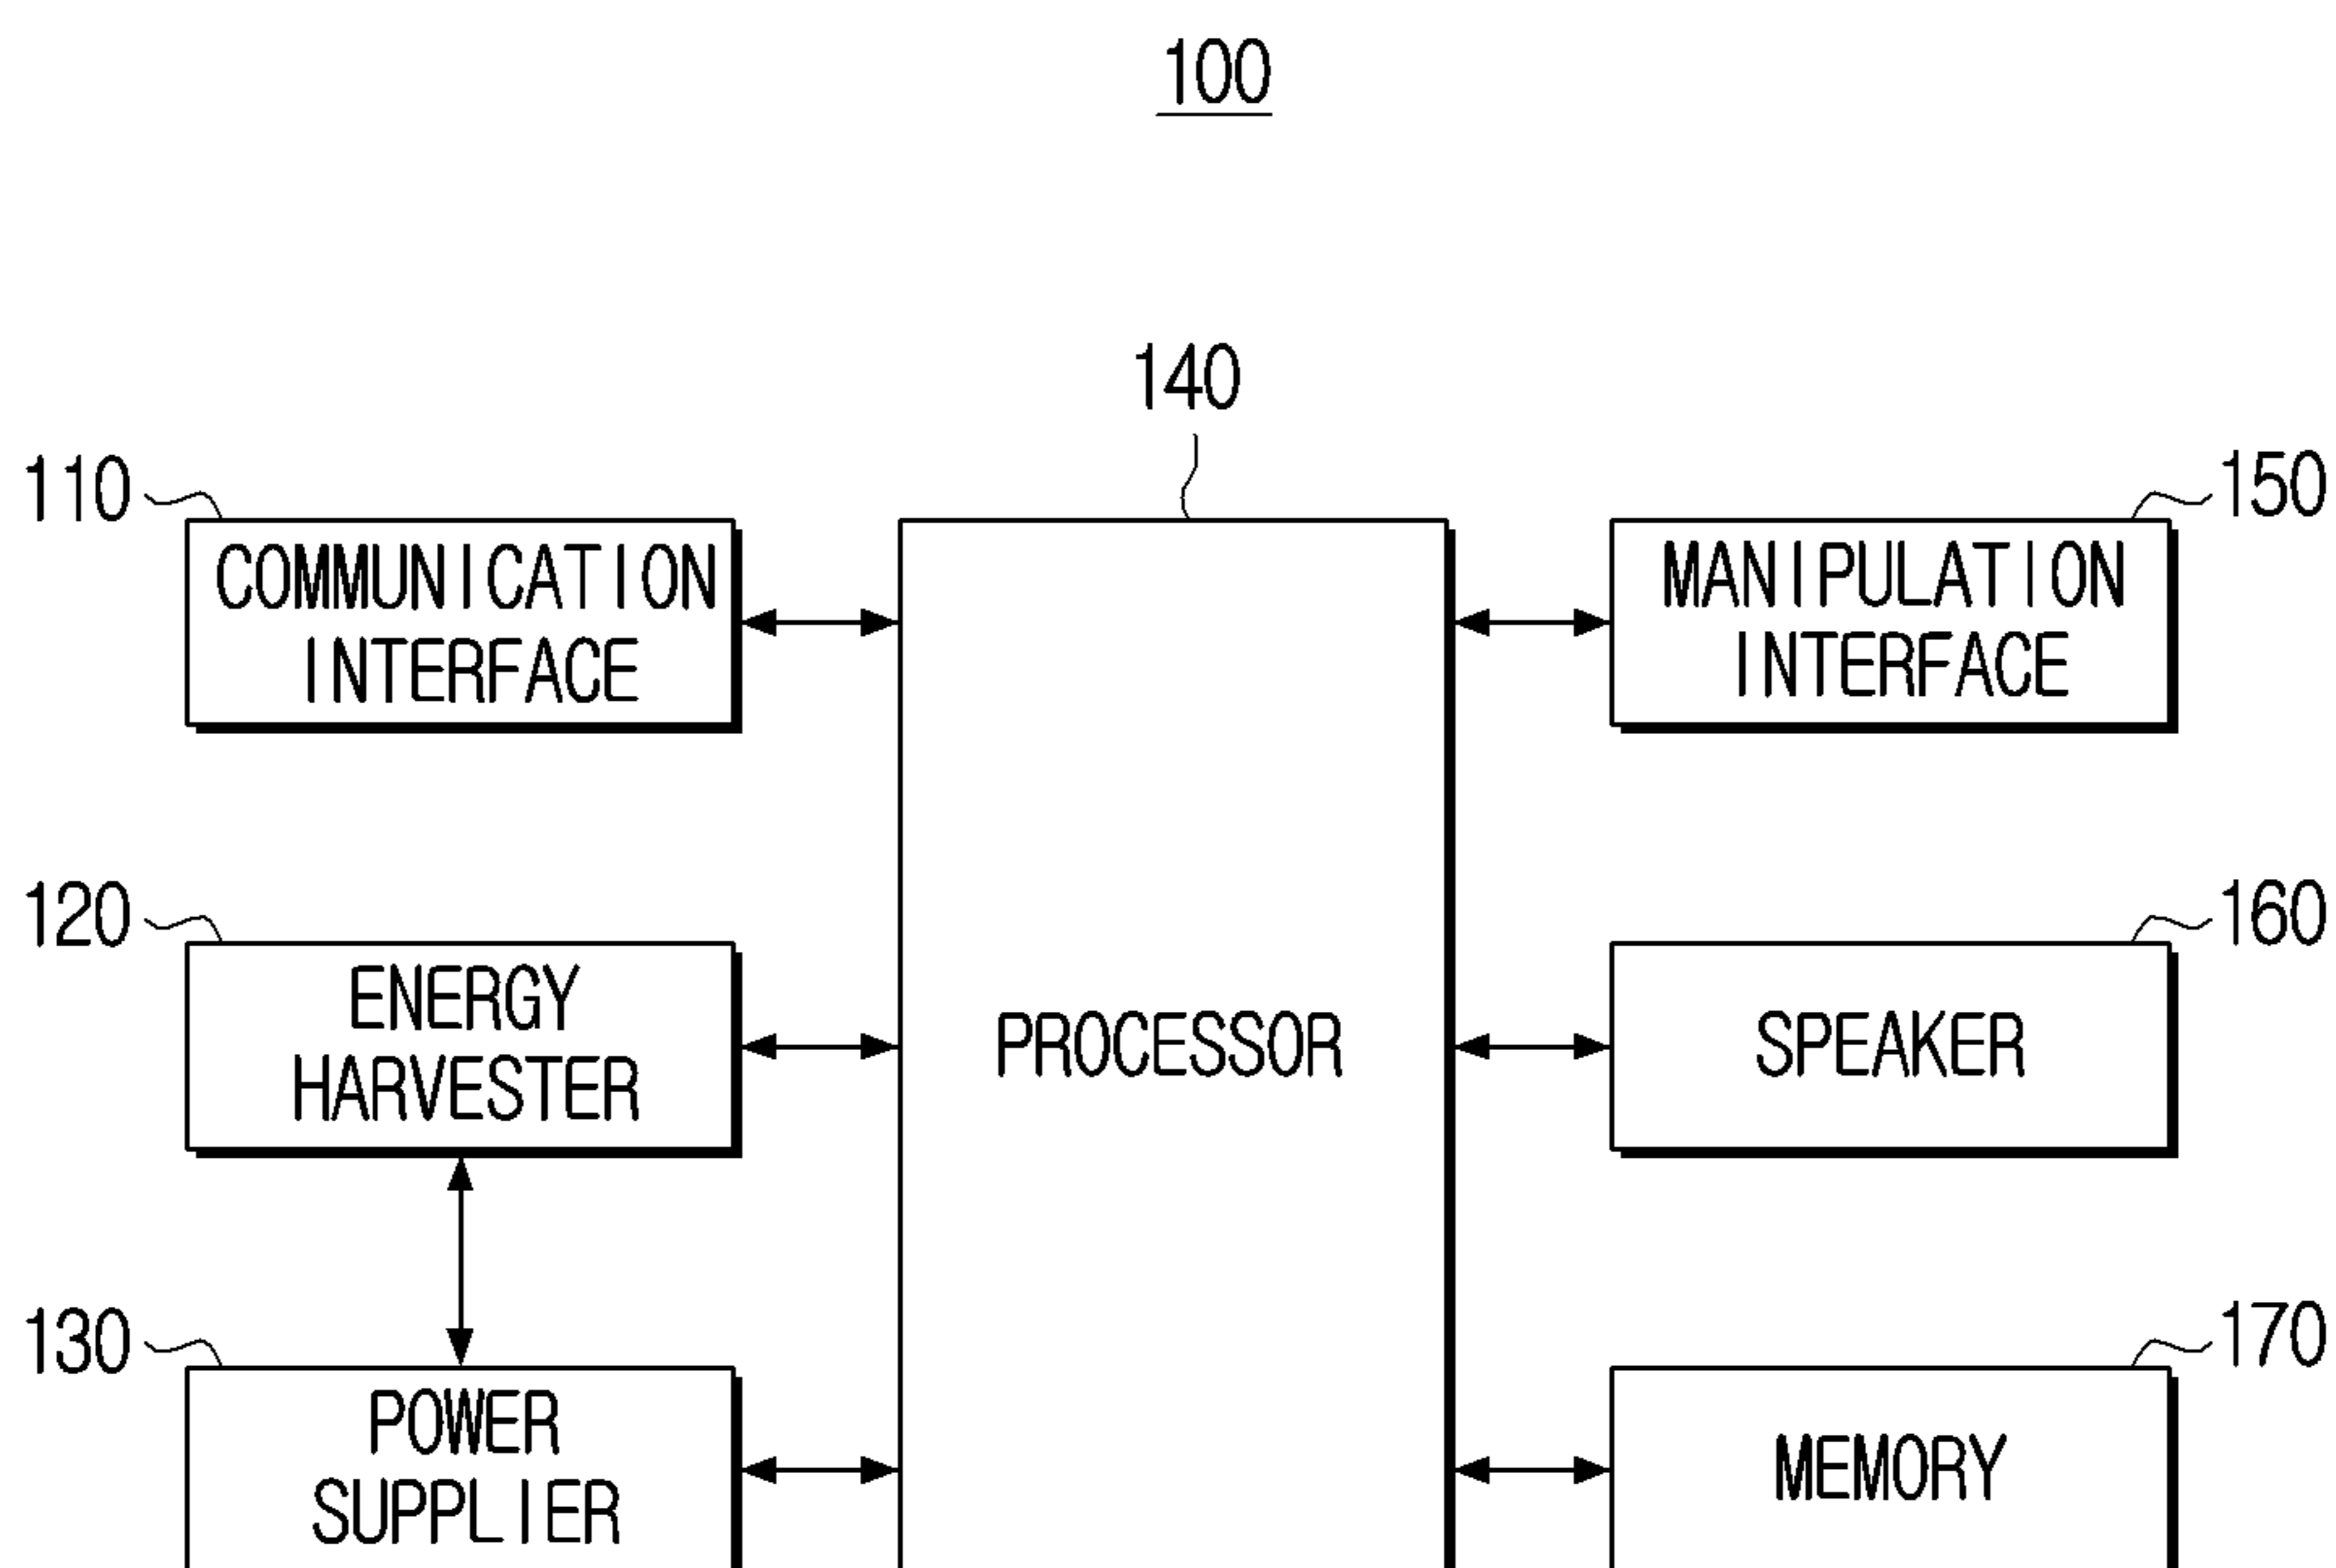 100
140
110
COMMUNICATION
INTERFACE
150
MANIPULATION
INTERFACE
120
ENERGY
HARVESTER
PROCESSOR
160
SPEAKER
130
POWER
SUPPLIER
170
MEMORY